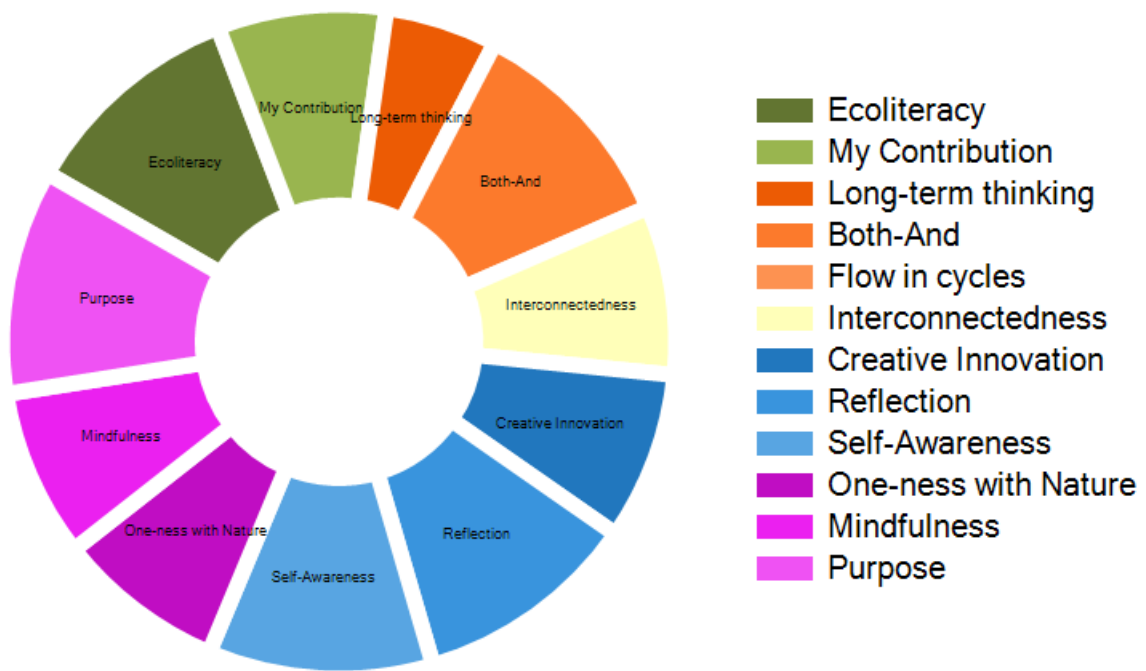 My Contribution
Long-term thinking
Ecoliteracy
Both-And
Purpose
Interconnectedness
Mindfulness
Creative Innovation
One-ness with Nature
Reflection
Self-Awareness
Ecoliteracy
My Contribution
Long-term thinking
Both-And
Flow in cycles
Interconnectedness
Creative Innovation
Reflection
Self-Awareness
One-ness with Nature
Mindfulness
Purpose